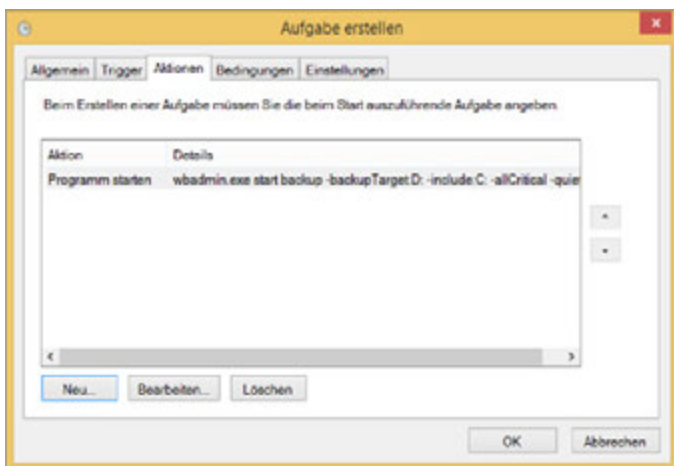 Aufgabe erstellen
Allgemein Trigger Aktionen Bedingungen Einstellungen
Beim Erstellen einer Aufgabe müssen Sie die beim Start auszuführende Aufgabe angeben.
Aktion Details
Programm starten wbadmin.exe start backup -backupTarget:D: -include:C: -allCritical -quiet
Neu... Bearbeiten... Löschen
OK Abbrechen